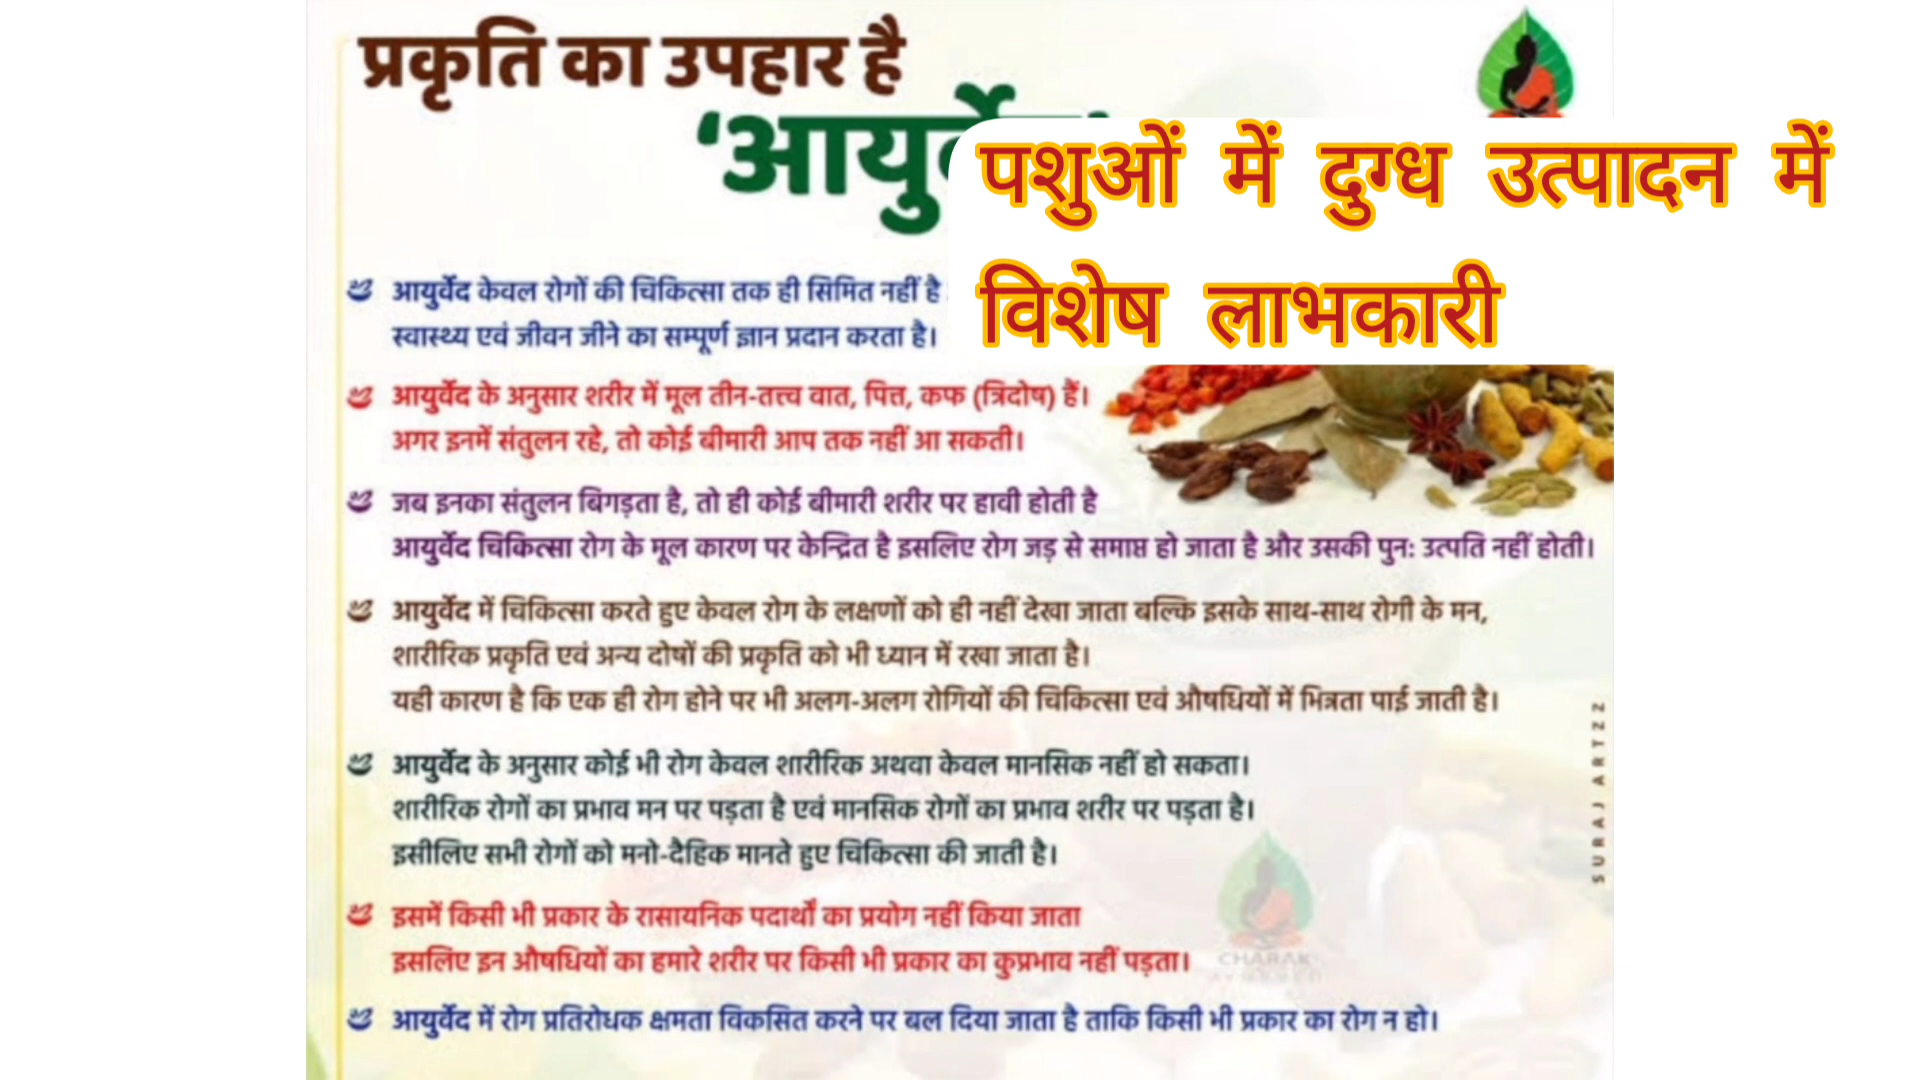 प्रकृति का उपहार है
‘आयुर्वे
पशुओं में दुग्ध उत्पादन में
विशेष लाभकारी
आयुर्वेद केवल रोगों की चिकित्सा तक ही सिमित नहीं है
स्वास्थ्य एवं जीवन जीने का सम्पूर्ण ज्ञान प्रदान करता है।
आयुर्वेद के अनुसार शरीर में मूल तीन-तत्त्व वात, पित्त, कफ (त्रिदोष) हैं।
अगर इनमें संतुलन रहे, तो कोई बीमारी आप तक नहीं आ सकती।
जब इनका संतुलन बिगड़ता है, तो ही कोई बीमारी शरीर पर हावी होती है
आयुर्वेद चिकित्सा रोग के मूल कारण पर केन्द्रित है इसलिए रोग जड़ से समाप्त हो जाता है और उसकी पुनः उत्पति नहीं होती।
आयुर्वेद में चिकित्सा करते हुए केवल रोग के लक्षणों को ही नहीं देखा जाता बल्कि इसके साथ-साथ रोगी के मन,
शारीरिक प्रकृति एवं अन्य दोषों की प्रकृति को भी ध्यान में रखा जाता है।
यही कारण है कि एक ही रोग होने पर भी अलग-अलग रोगियों की चिकित्सा एवं औषधियों में भिन्नता पाई जाती है।
आयुर्वेद के अनुसार कोई भी रोग केवल शारीरिक अथवा केवल मानसिक नहीं हो सकता।
शारीरिक रोगों का प्रभाव मन पर पड़ता है एवं मानसिक रोगों का प्रभाव शरीर पर पड़ता है।
इसीलिए सभी रोगों को मनो-दैहिक मानते हुए चिकित्सा की जाती है।
इसमें किसी भी प्रकार के रासायनिक पदार्थों का प्रयोग नहीं किया जाता
इसलिए इन औषधियों का हमारे शरीर पर किसी भी प्रकार का कुप्रभाव नहीं पड़ता।
आयुर्वेद में रोग प्रतिरोधक क्षमता विकसित करने पर बल दिया जाता है ताकि किसी भी प्रकार का रोग न हो।
SURAJ ART22
CHARAK